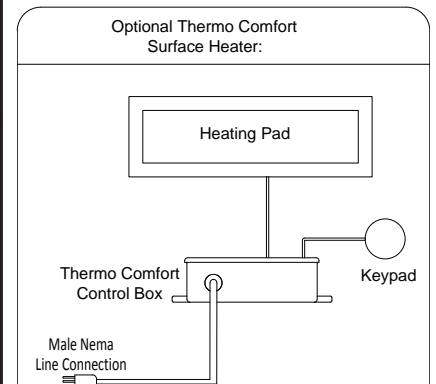 Optional Thermo Comfort
Surface Heater:
Heating Pad
Thermo Comfort
Control Box
Keypad
Male Nema
Line Connection